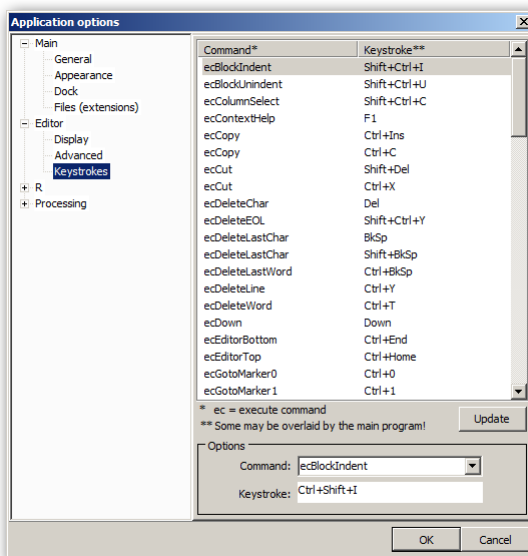 Application options
Main
General
Appearance
Dock
Files (extensions)
Editor
Display
Advanced
Keystrokes
R
Processing
Command* Keystroke**
ecBlockIndent Shift+Ctrl+I
ecBlockUnindent Shift+Ctrl+U
ecColumnSelect Shift+Ctrl+C
ecContextHelp F1
ecCopy Ctrl+Ins
ecCopy Ctrl+C
ecCut Shift+Del
ecCut Ctrl+X
ecDeleteChar Del
ecDeleteEOL Shift+Ctrl+Y
ecDeleteLastChar BkSp
ecDeleteLastChar Shift+BkSp
ecDeleteLastWord Ctrl+BkSp
ecDeleteLine Ctrl+Y
ecDeleteWord Ctrl+T
ecDown Down
ecEditorBottom Ctrl+End
ecEditorTop Ctrl+Home
ecGotoMarker0 Ctrl+0
ecGotoMarker1 Ctrl+1
* ec = execute command
** Some may be overlaid by the main program!
Update
Options
Command: ecBlockIndent
Keystroke: Ctrl+Shift+I
OK Cancel